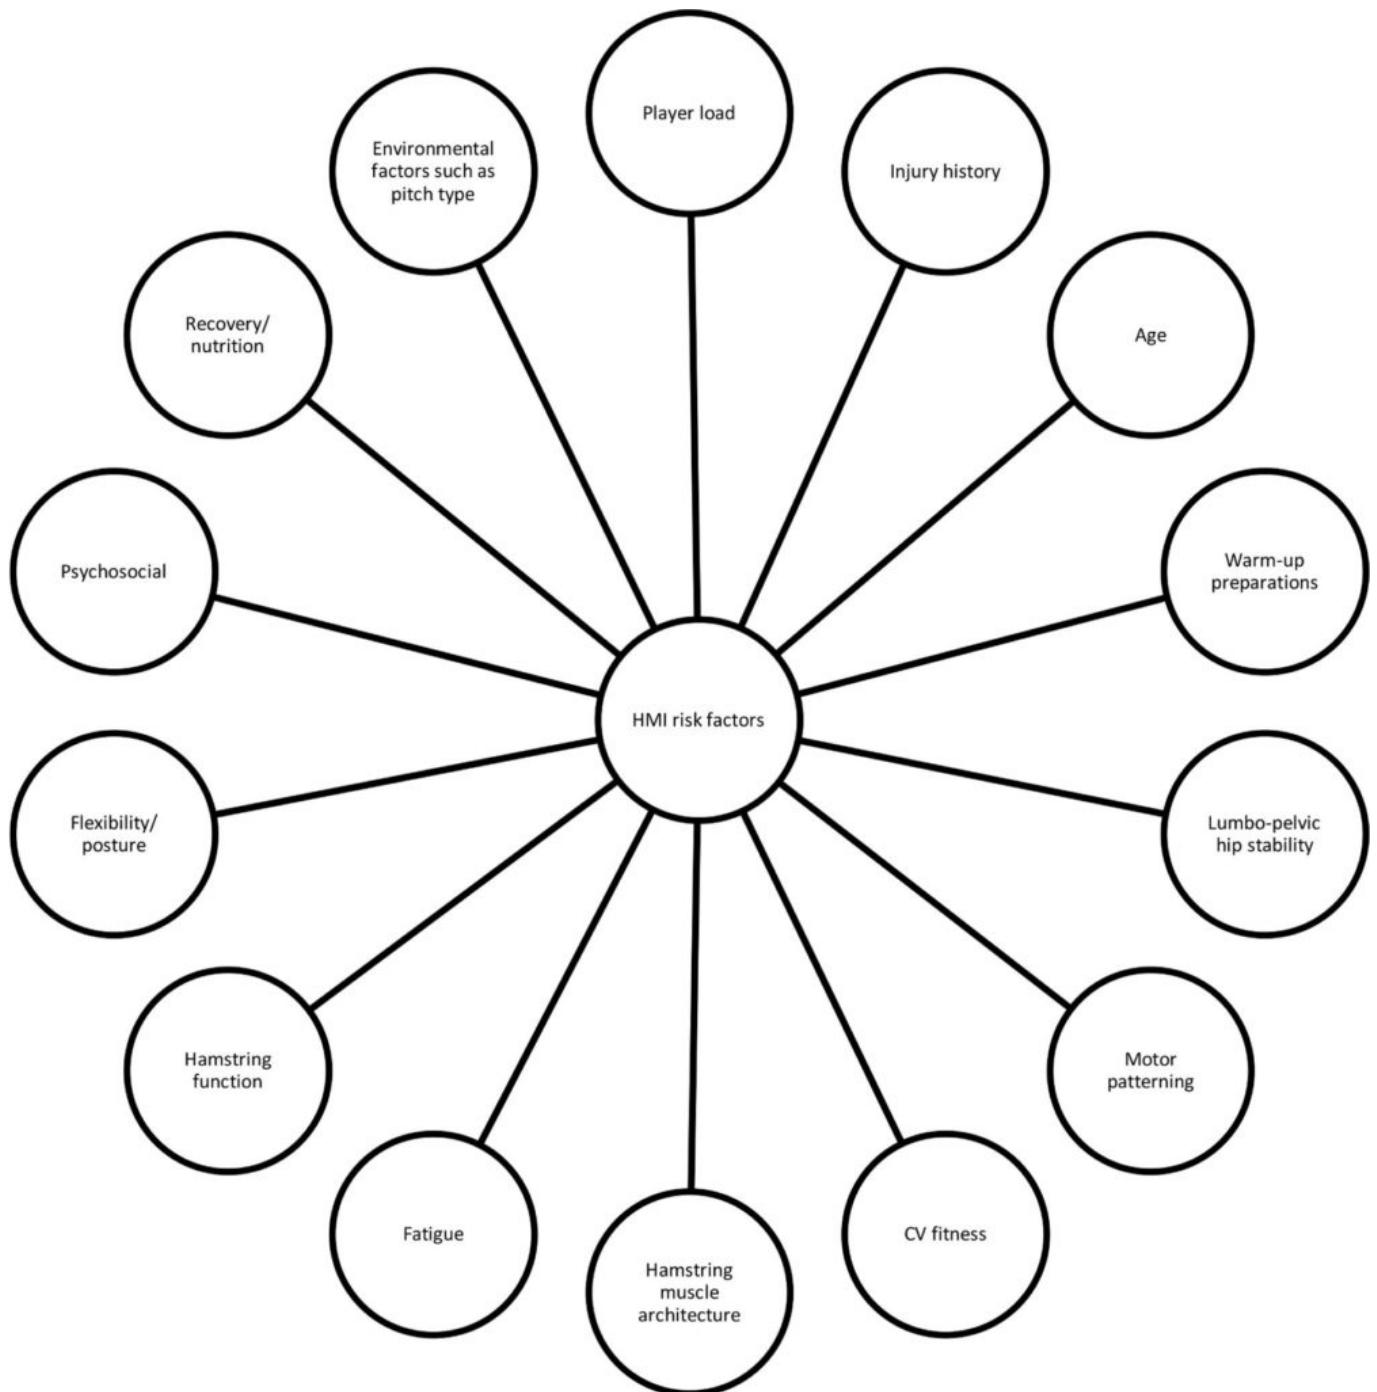 Player load
Environmental
factors such as
pitch type
Injury history
Recovery/
nutrition
Age
Psychosocial
Warm-up
preparations
HMI risk factors
Flexibility/
posture
Lumbo-pelvic
hip stability
Hamstring
function
Motor
patterning
Fatigue
CV fitness
Hamstring
muscle
architecture